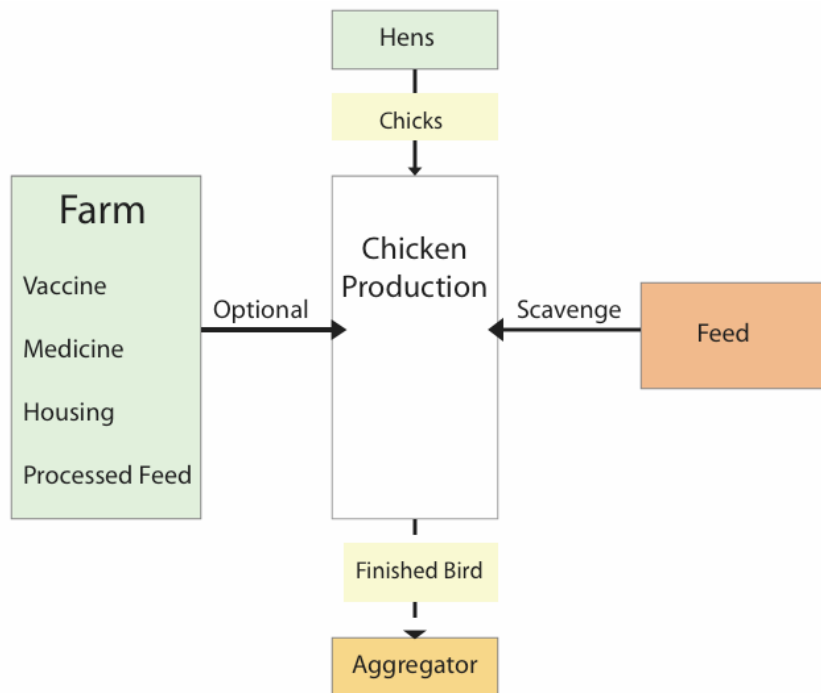 Hens
Chicks
Farm
Vaccine
Medicine
Housing
Processed Feed
Optional
Chicken
Production
Scavenge
Feed
Finished Bird
Aggregator